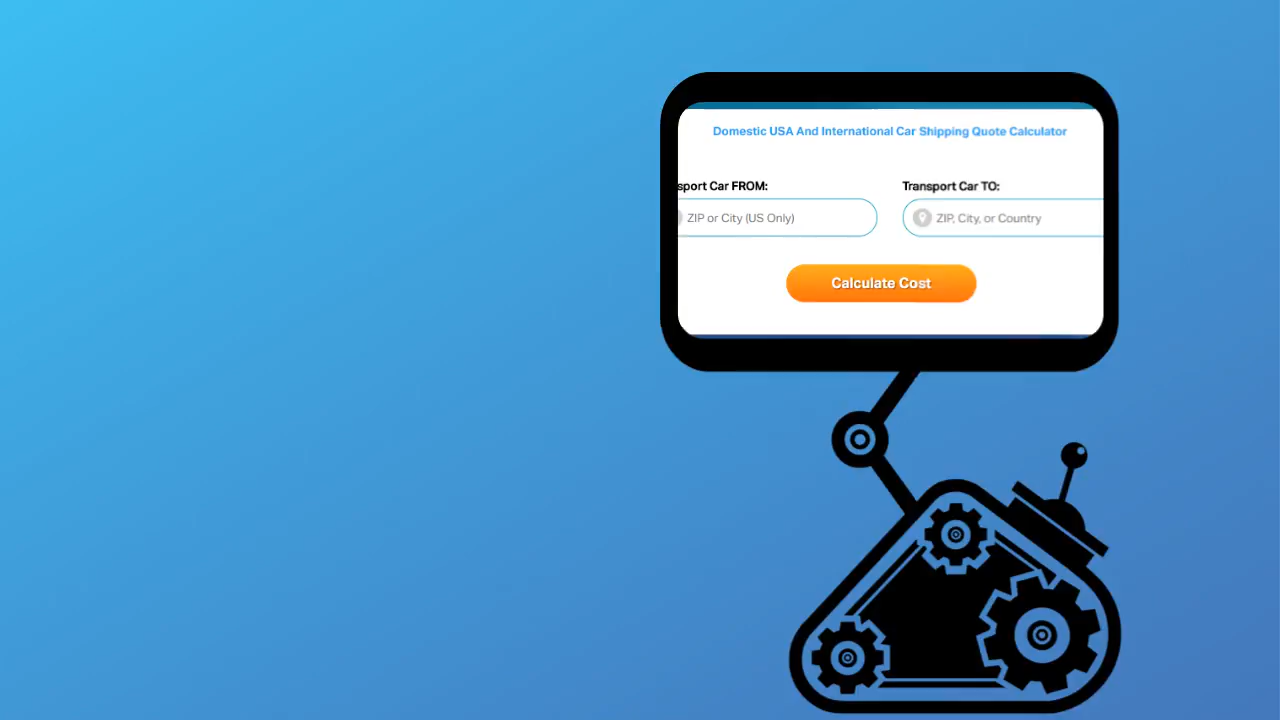 Domestic USA And International Car Shipping Quote Calculator
sport Car FROM:
Transport Car TO:
ZIP or City (US Only)
ZIP, City, or Country
Calculate Cost